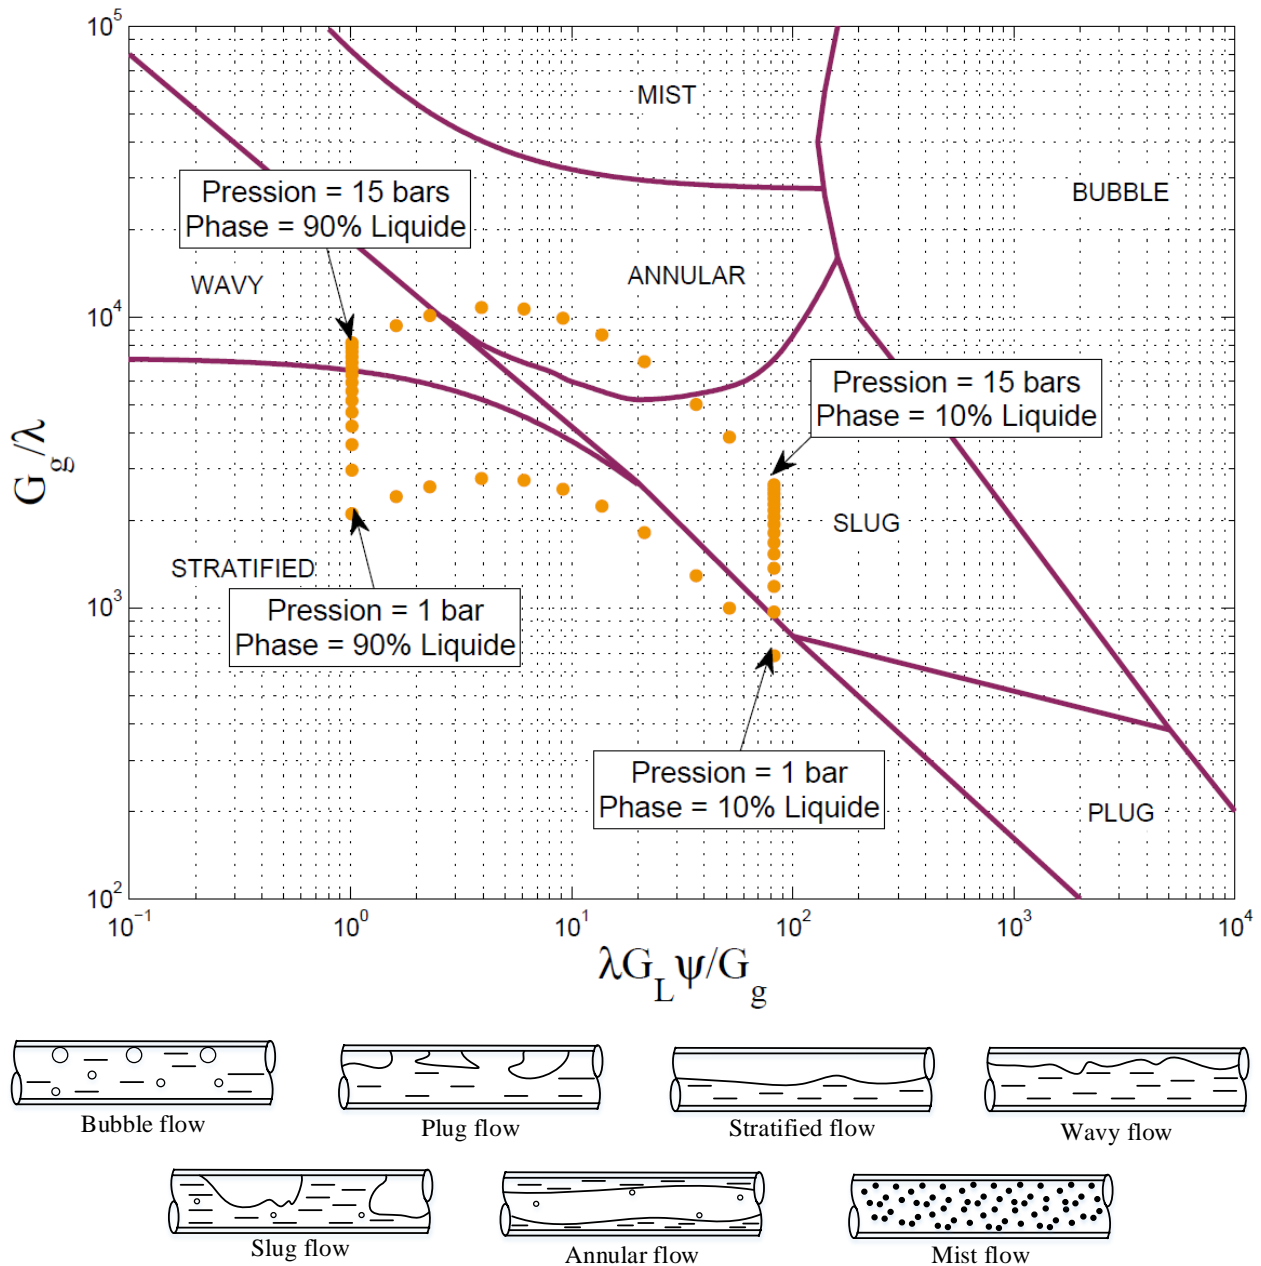 10^5
MIST
Pression = 15 bars
Phase = 90% Liquide
BUBBLE
WAVY
ANNULAR
10^4
Pression = 15 bars
Phase = 10% Liquide
G_g/λ
SLUG
STRATIFIED
10^3
Pression = 1 bar
Phase = 90% Liquide
Pression = 1 bar
Phase = 10% Liquide
PLUG
10^2
10^−1 10^0 10^1 10^2 10^3 10^4
λG_Lψ/G_g
Bubble flow Plug flow Stratified flow Wavy flow
Slug flow Annular flow Mist flow